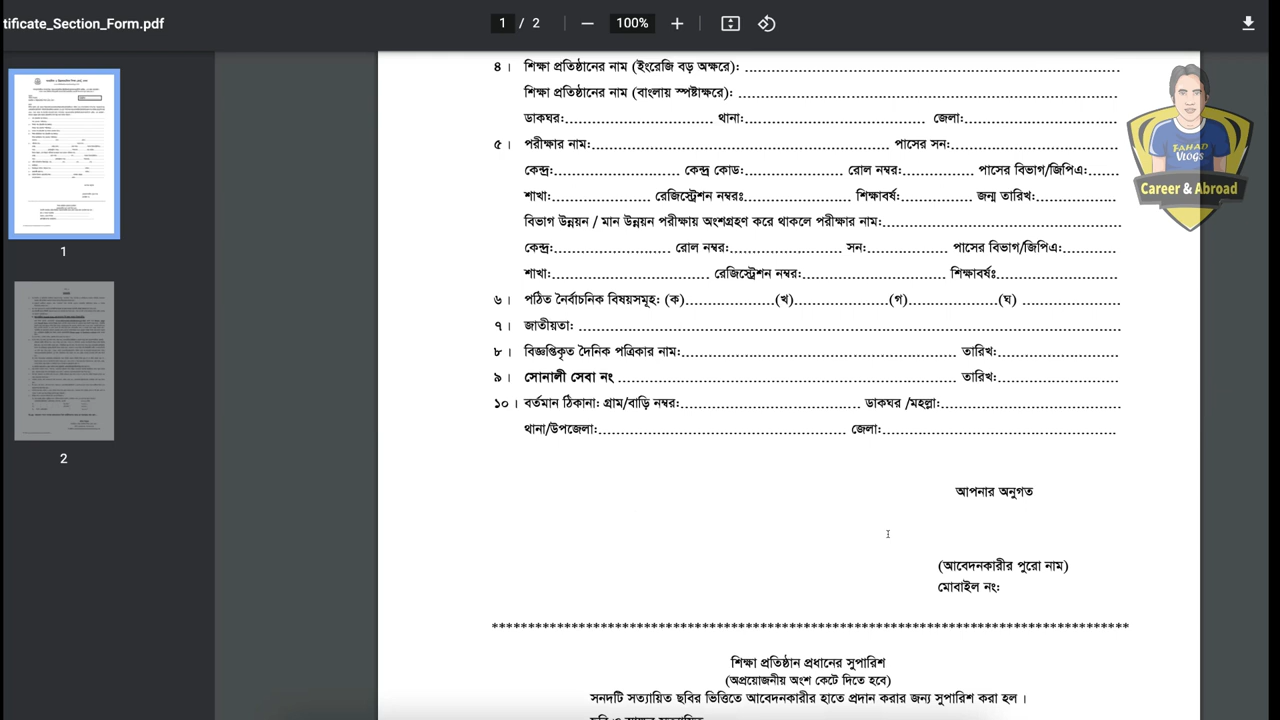 tificate_Section_Form.pdf
1 / 2
100%
1
2
৪। শিক্ষা প্রতিষ্ঠানের নাম (ইংরেজি বড় অক্ষরে):
শিক্ষা প্রতিষ্ঠানের নাম (বাংলায় স্পষ্টাক্ষরে):
ডাকঘর: থানা: জেলা:
৫। পরীক্ষার নাম: পাসের সন:
কেন্দ্র: কেন্দ্র কোড: রোল নম্বর: পাসের বিভাগ/জিপিএ:
শাখা: রেজিস্ট্রেশন নম্বর: শিক্ষাবর্ষ: জন্ম তারিখ:
বিভাগ উন্নয়ন / মান উন্নয়ন পরীক্ষায় অংশগ্রহণ করে থাকলে পরীক্ষার নাম:
কেন্দ্র: রোল নম্বর: সন: পাসের বিভাগ/জিপিএ:
শাখা: রেজিস্ট্রেশন নম্বর: শিক্ষাবর্ষঃ
৬। পঠিত নৈর্বাচনিক বিষয়সমূহ: (ক) (খ) (গ) (ঘ)
৭। জাতীয়তা:
৮। বিজ্ঞপ্তিকৃত দৈনিক পত্রিকার নাম: তারিখ:
৯। সোনালী সেবা নং তারিখ:
১০। বর্তমান ঠিকানা: গ্রাম/বাড়ি নম্বর: ডাকঘর /মহল্লা:
থানা/উপজেলা: জেলা:
আপনার অনুগত
(আবেদনকারীর পুরো নাম)
মোবাইল নং:
শিক্ষা প্রতিষ্ঠান প্রধানের সুপারিশ
(অপ্রয়োজনীয় অংশ কেটে দিতে হবে)
সনদটি সত্যায়িত ছবির ভিত্তিতে আবেদনকারীর হাতে প্রদান করার জন্য সুপারিশ করা হল।
FAHAD
VLOGS
Career & Abroad